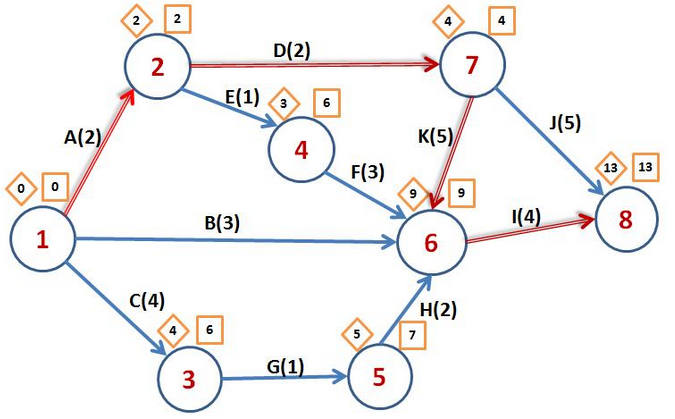 2 2
4 4
D(2)
2
7
E(1)
3 6
A(2)
K(5)
J(5)
4
F(3)
13 13
0 0
9 9
I(4)
B(3)
8
1
6
C(4)
H(2)
4 6
5 7
G(1)
3
5